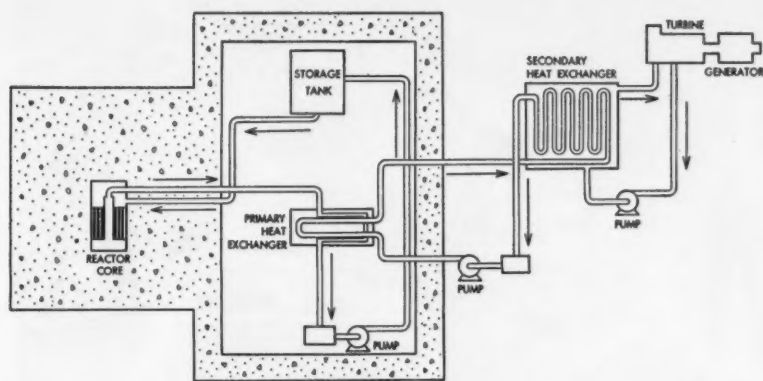 TURBINE
GENERATOR
SECONDARY
HEAT EXCHANGER
STORAGE
TANK
PRIMARY
HEAT
EXCHANGER
REACTOR
CORE
PUMP
PUMP
PUMP